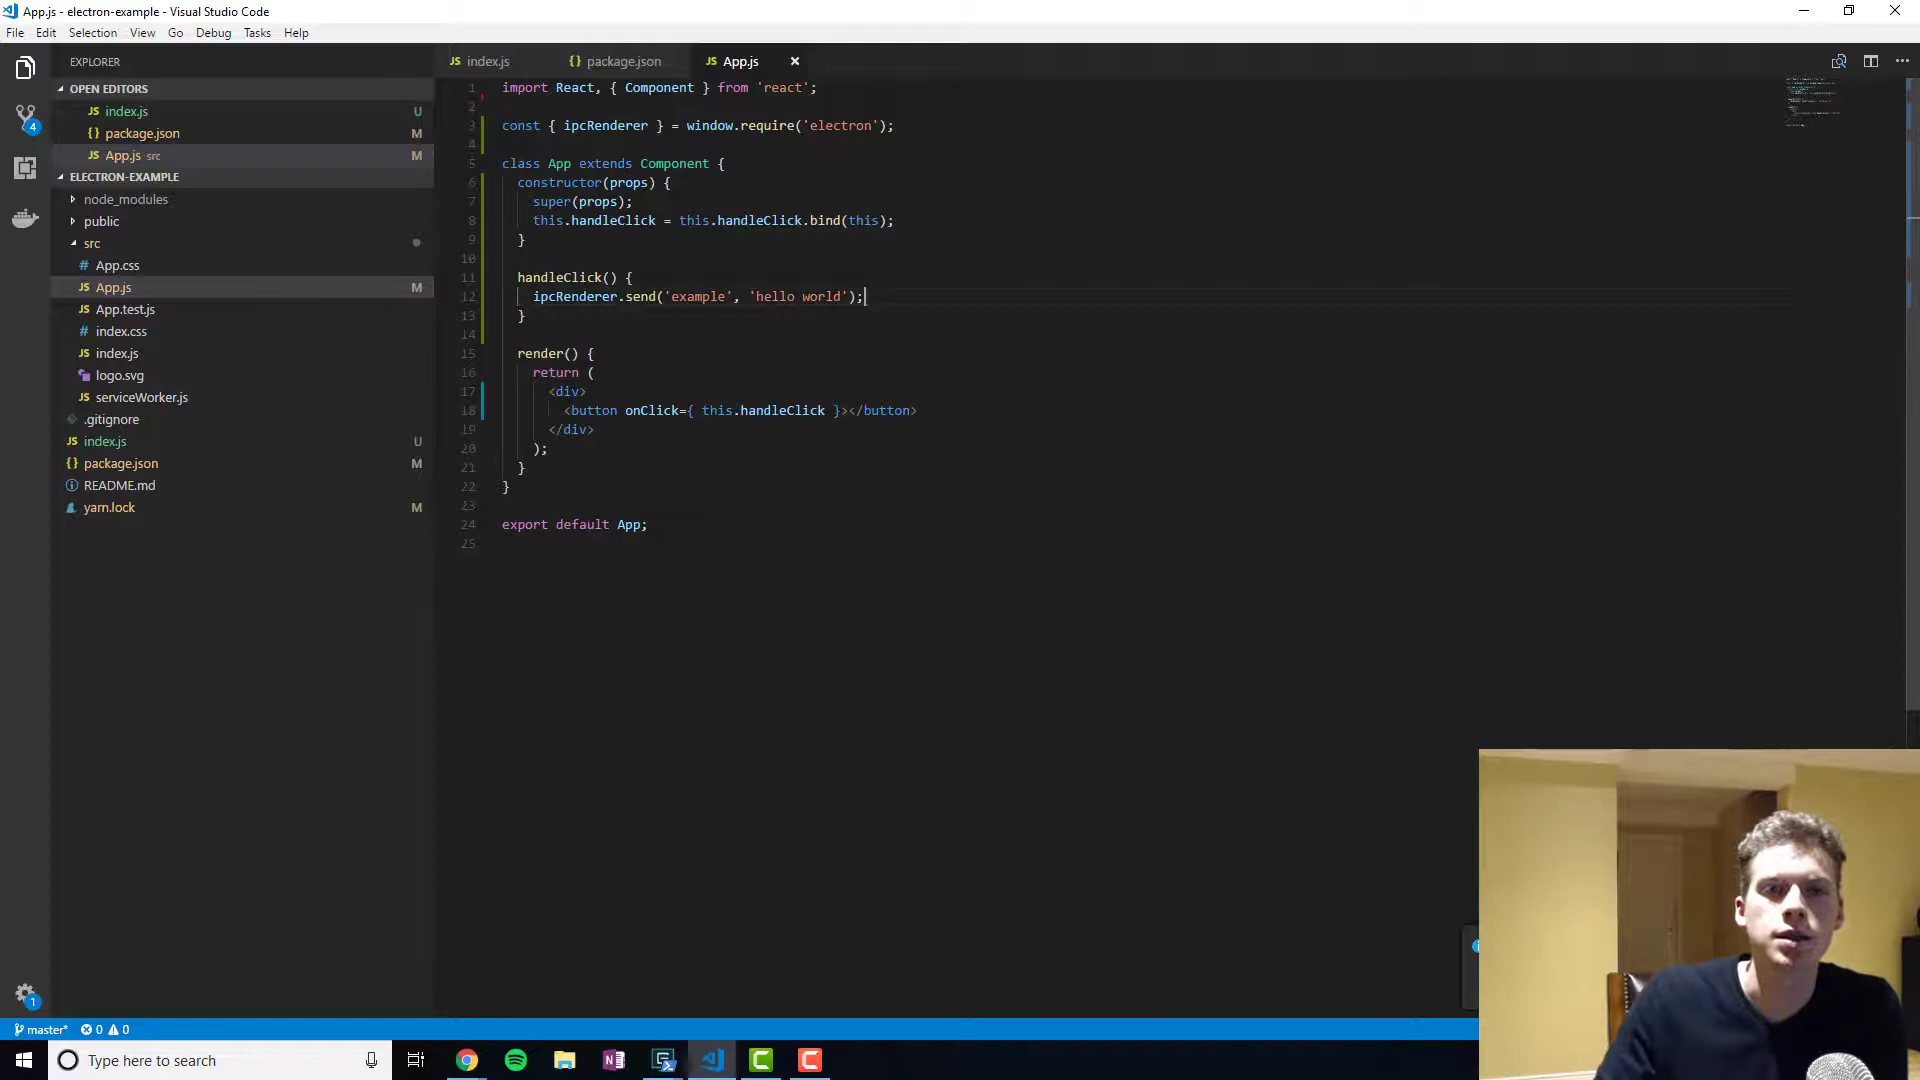 App.js - electron-example - Visual Studio Code
File Edit Selection View Go Debug Tasks Help
EXPLORER
OPEN EDITORS
JS index.js U
{} package.json M
JS App.js src M
ELECTRON-EXAMPLE
node_modules
public
src
# App.css
JS App.js M
JS App.test.js
# index.css
JS index.js
logo.svg
JS serviceWorker.js
.gitignore
JS index.js U
{} package.json M
README.md
yarn.lock M
4
1
JS index.js {} package.json JS App.js
1 import React, { Component } from 'react';
2
3 const { ipcRenderer } = window.require('electron');
4
5 class App extends Component {
6 constructor(props) {
7 super(props);
8 this.handleClick = this.handleClick.bind(this);
9 }
10
11 handleClick() {
12 ipcRenderer.send('example', 'hello world');
13 }
14
15 render() {
16 return (
17 <div>
18 <button onClick={ this.handleClick }></button>
19 </div>
20 );
21 }
22 }
23
24 export default App;
25
master* 0 0
Type here to search